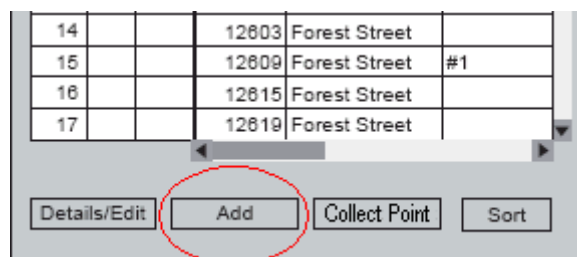 14 12603 Forest Street
15 12609 Forest Street #1
16 12615 Forest Street
17 12619 Forest Street
Details/Edit Add Collect Point Sort